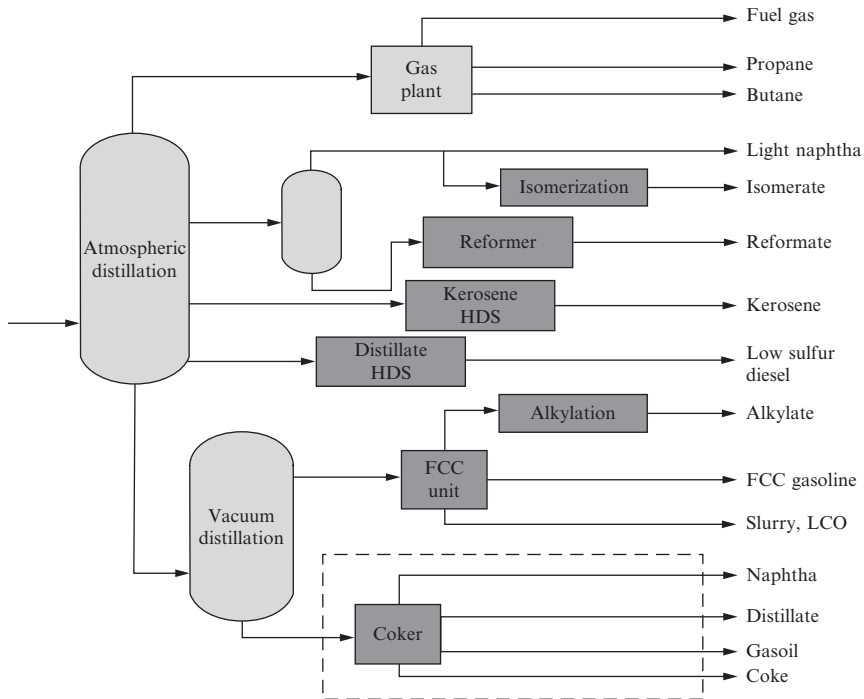 Fuel gas
Gas
plant
Propane
Butane
Light naphtha
Isomerization
Isomerate
Atmospheric
distillation
Reformer
Reformate
Kerosene
HDS
Kerosene
Distillate
HDS
Low sulfur
diesel
Alkylation
Alkylate
FCC
unit
FCC gasoline
Vacuum
distillation
Slurry, LCO
Naphtha
Coker
Distillate
Gasoil
Coke